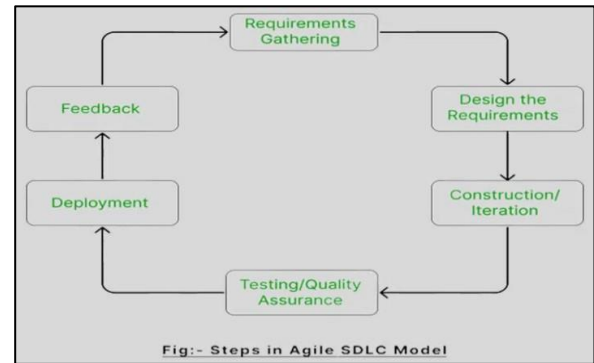 Requirements
Gathering
Design the
Requirements
Construction/
Iteration
Testing/Quality
Assurance
Deployment
Feedback
Fig:- Steps in Agile SDLC Model